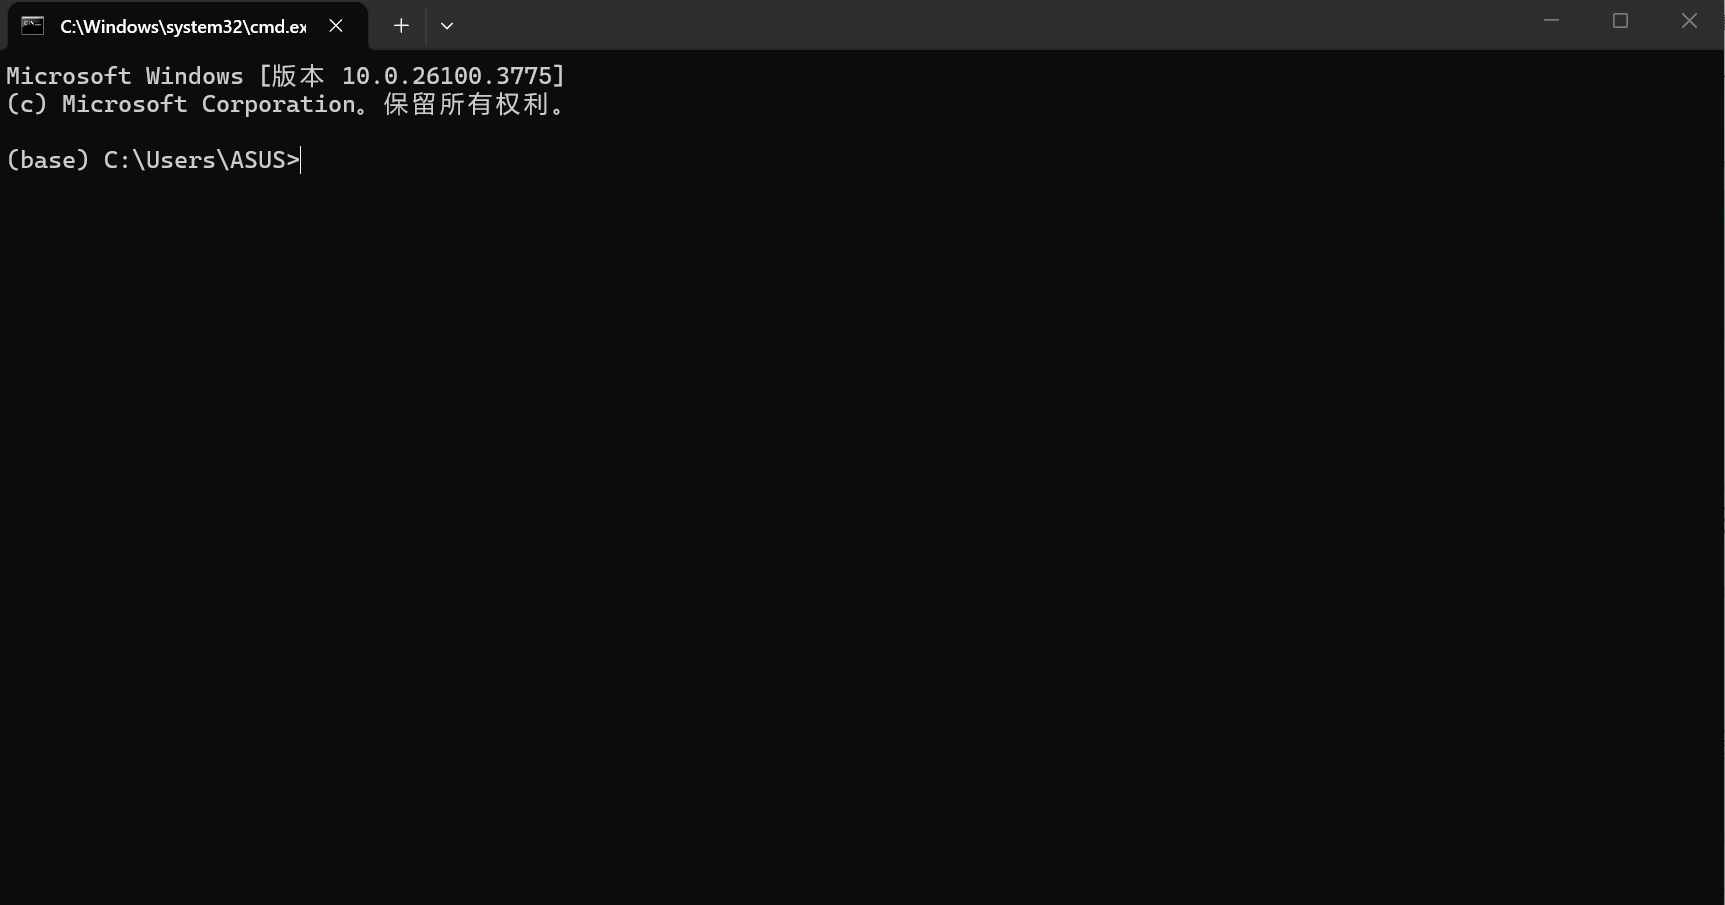 C:\Windows\system32\cmd.ex
Microsoft Windows [版本 10.0.26100.3775]
(c) Microsoft Corporation。保留所有权利。
(base) C:\Users\ASUS>